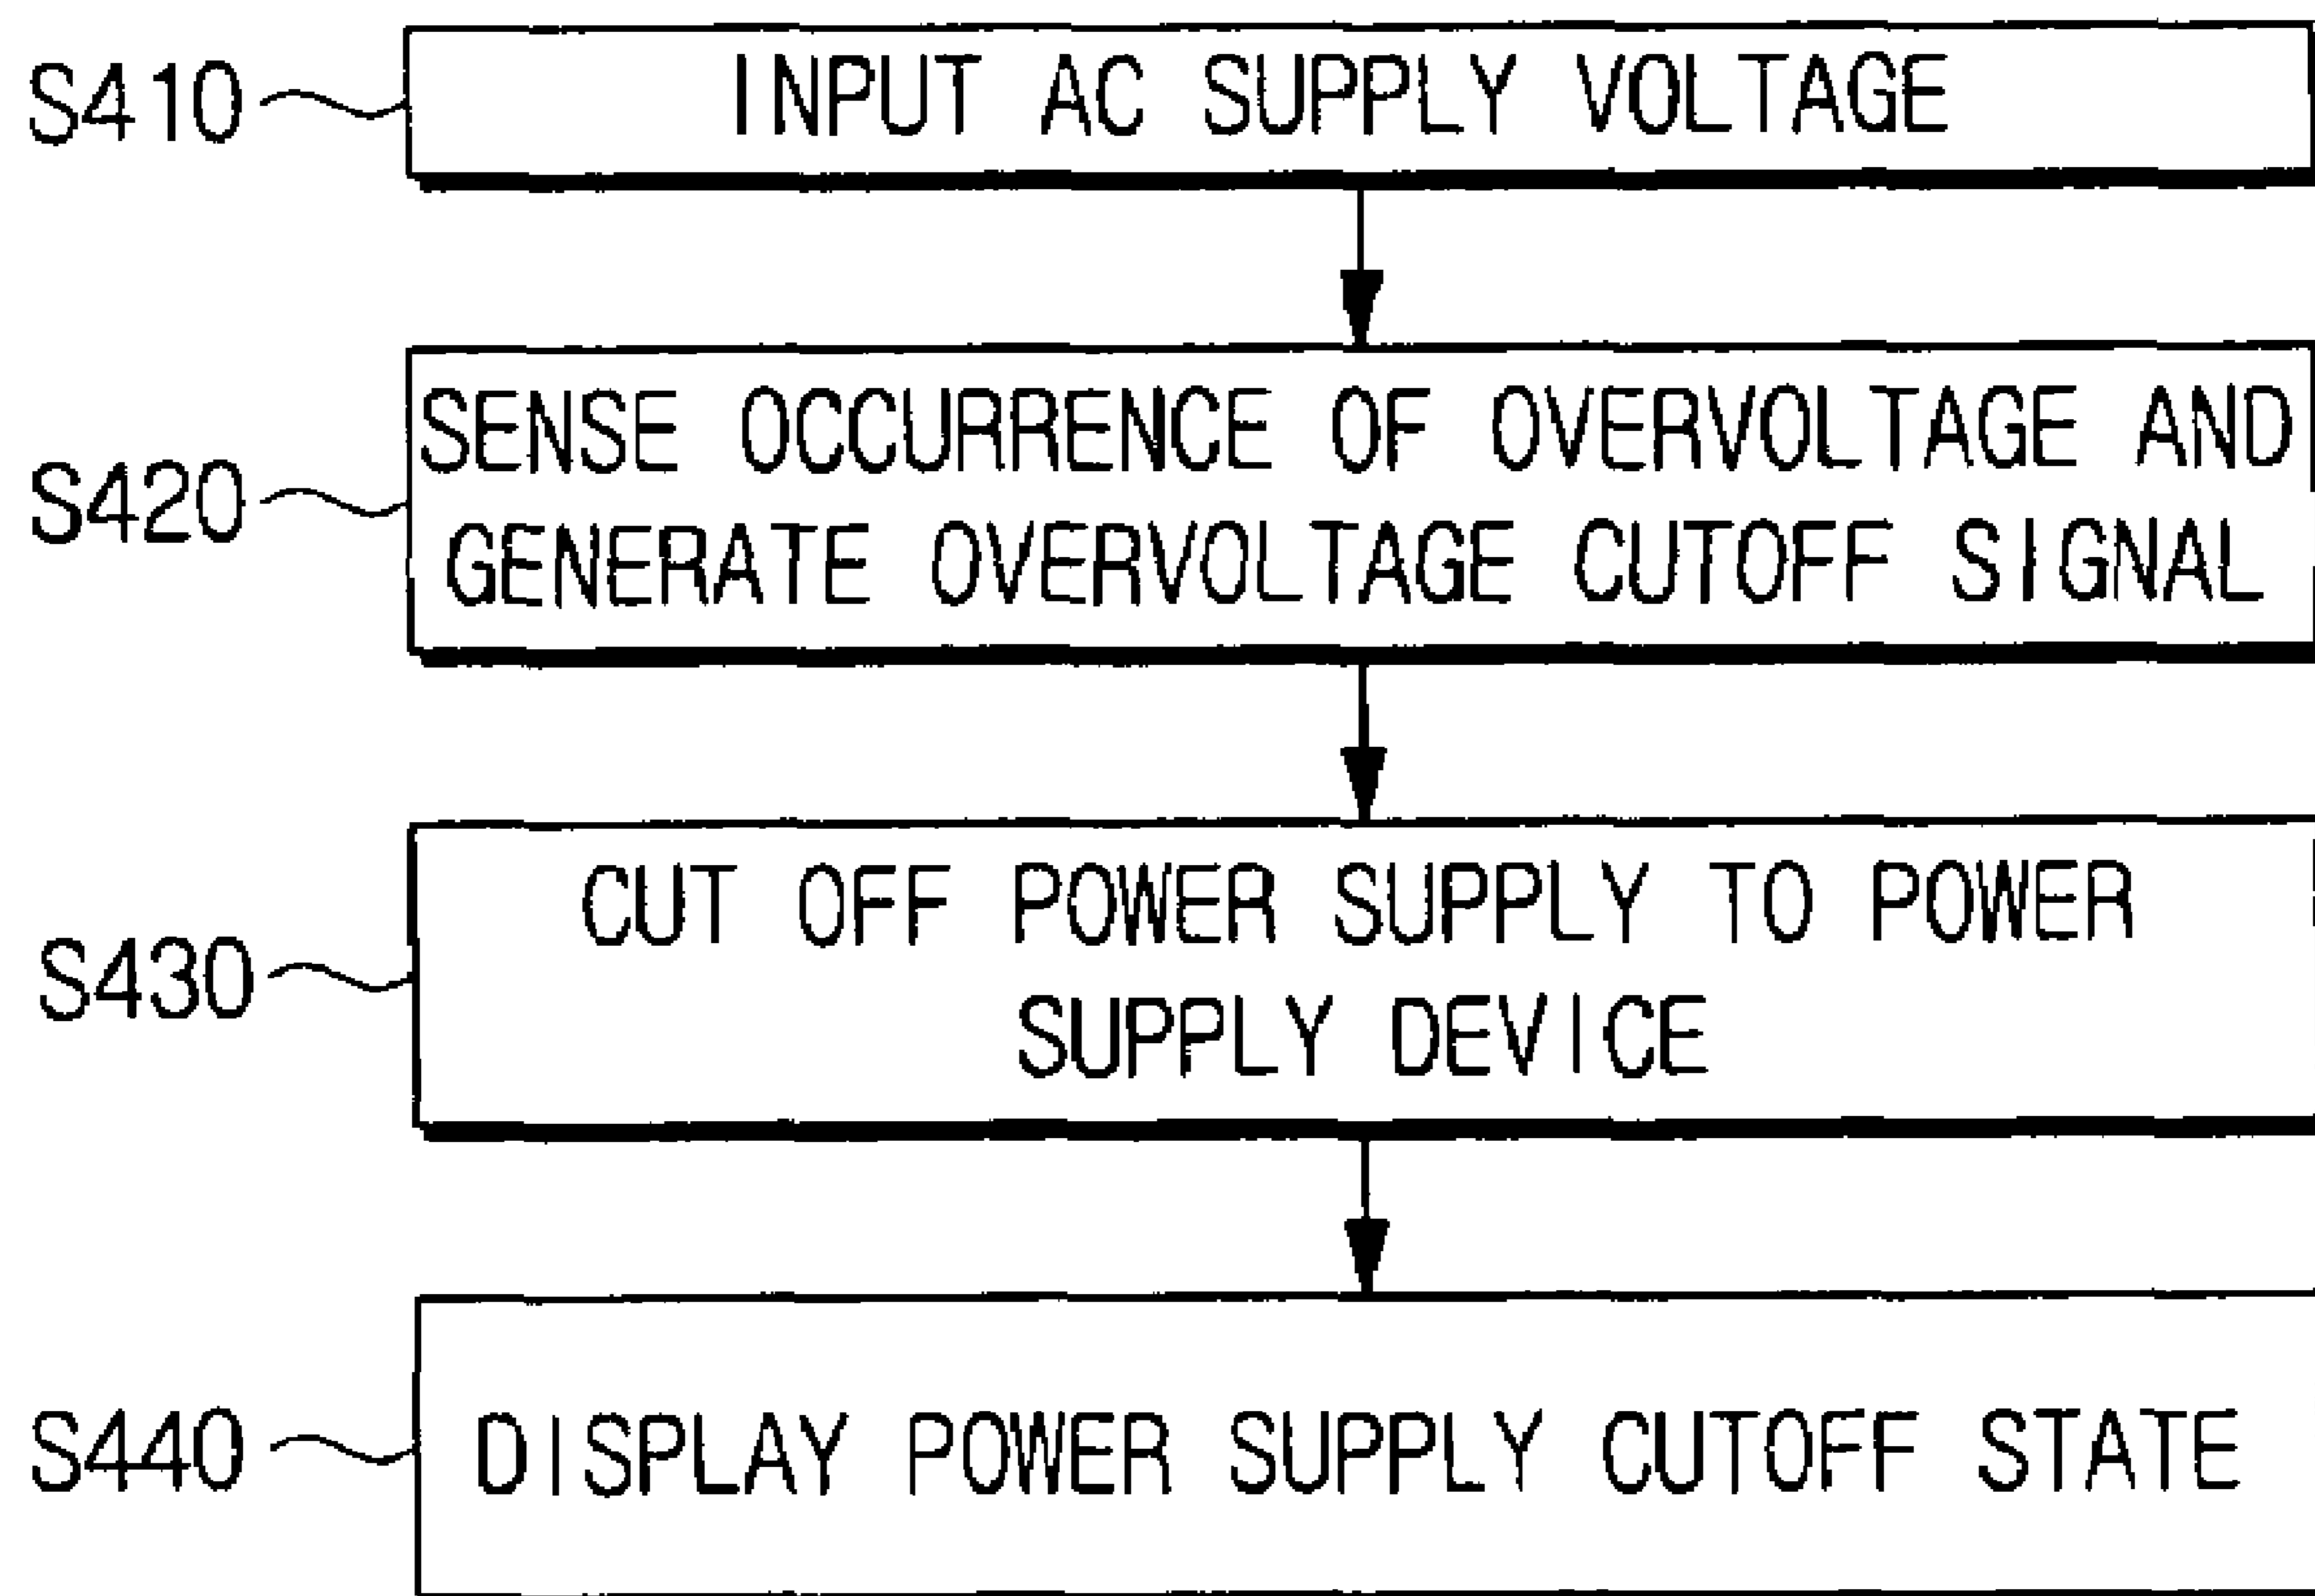 S410
INPUT AC SUPPLY VOLTAGE
S420
SENSE OCCURRENCE OF OVERVOLTAGE AND
GENERATE OVERVOLTAGE CUTOFF SIGNAL
S430
CUT OFF POWER SUPPLY TO POWER
SUPPLY DEVICE
S440
DISPLAY POWER SUPPLY CUTOFF STATE